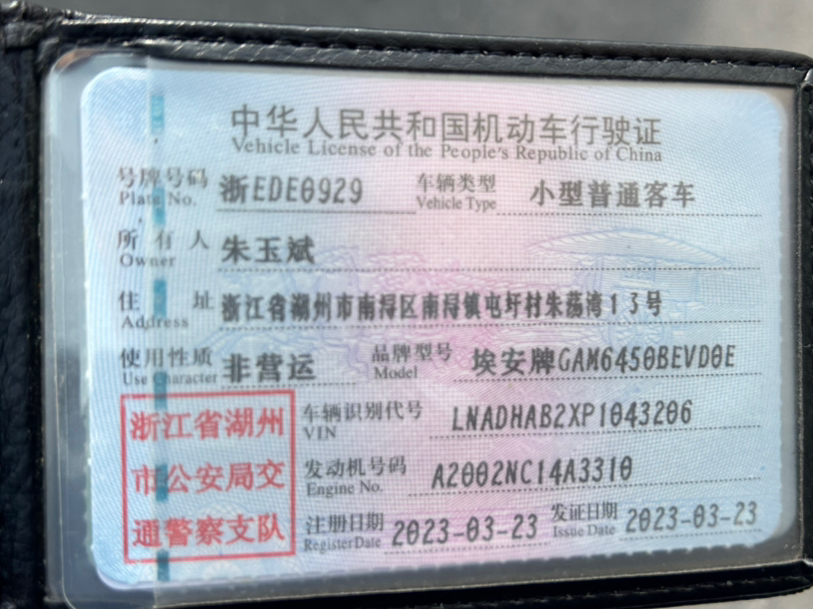 中华人民共和国机动车行驶证
Vehicle License of the People's Republic of China
号牌号码 浙EDE0929 车辆类型 小型普通客车
Plate No. Vehicle Type
所有人 朱玉斌
Owner
住址 浙江省湖州市南浔区南浔镇屯圩村朱荡湾13号
Address
使用性质 非营运 品牌型号 埃安牌GAM6450BEVD0E
Use Character Model
浙江省湖州
市公安局交
通警察支队
车辆识别代号 LNADHAB2XP1043206
VIN
发动机号码 A2002NC14A3310
Engine No.
注册日期 2023-03-23 发证日期 2023-03-23
Register Date Issue Date